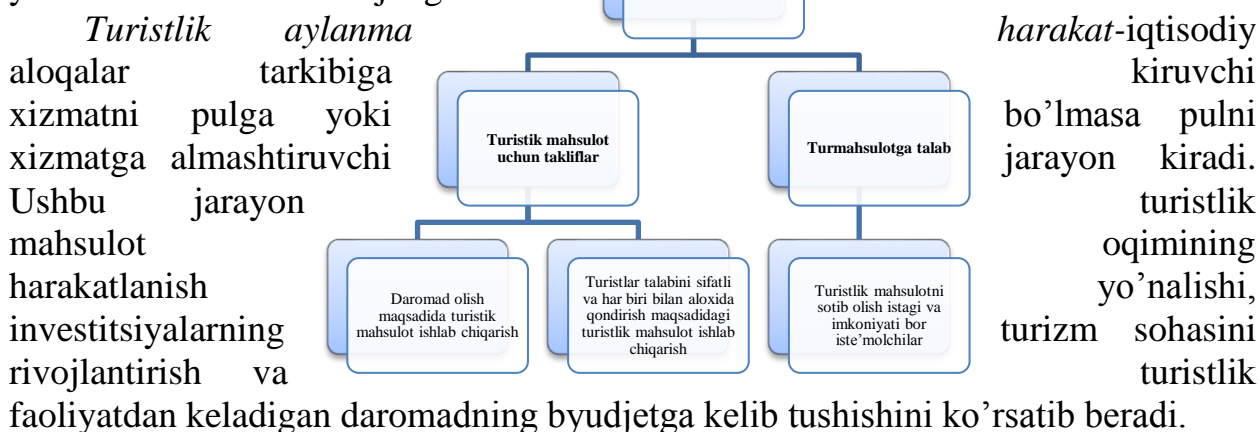 Turistlik aylanma harakat-iqtisodiy
aloqalar tarkibiga kiruvchi
xizmatni pulga yoki bo’lmasa pulni
xizmatga almashtiruvchi jarayon kiradi.
Ushbu jarayon turistlik
mahsulot oqimining
harakatlanish yo’nalishi,
investitsiyalarning turizm sohasini
rivojlantirish va turistlik
faoliyatdan keladigan daromadning byudjetga kelib tushishini ko’rsatib beradi.
Turistik mahsulot
uchun takliflar
Turmahsulotga talab
Daromad olish
maqsadida turistik
mahsulot ishlab chiqarish
Turistlar talabini sifatli
va har biri bilan aloxida
qondirish maqsadidagi
turistlik mahsulot ishlab
chiqarish
Turistlik mahsulotni
sotib olish istagi va
imkoniyati bor
iste’molchilar